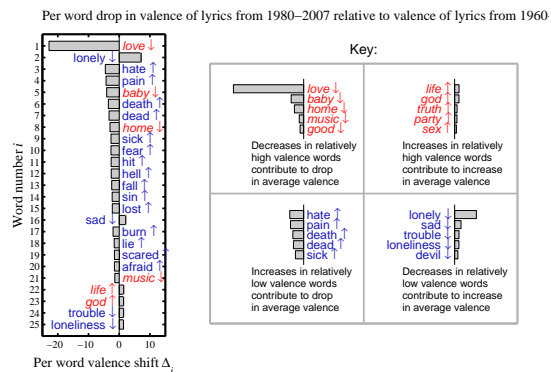 Per word drop in valence of lyrics from 1980−2007 relative to valence of lyrics from 1960−
1 love ↓
2 lonely ↓
3 hate ↑
4 pain ↑
5 baby ↓
6 death ↑
7 dead ↑
8 home ↓
9 sick ↑
10 fear ↑
11 hit ↑
12 hell ↑
13 fall ↑
14 sin ↑
15 lost ↑
16 sad ↓
17 burn ↑
18 lie ↑
19 scared ↑
20 afraid ↑
21 music ↓
22 life ↑
23 god ↑
24 trouble ↓
25 loneliness ↓
Word number i
−20 −10 0 10
Per word valence shift Δi
Key:
love ↓
baby ↓
home ↓
music ↓
good ↓
Decreases in relatively
high valence words
contribute to drop
in average valence
life ↑
god ↑
truth ↑
party ↑
sex ↑
Increases in relatively
high valence words
contribute to increase
in average valence
hate ↑
pain ↑
death ↑
dead ↑
sick ↑
Increases in relatively
low valence words
contribute to drop
in average valence
lonely ↓
sad ↓
trouble ↓
loneliness ↓
devil ↓
Decreases in relatively
low valence words
contribute to increase
in average valence